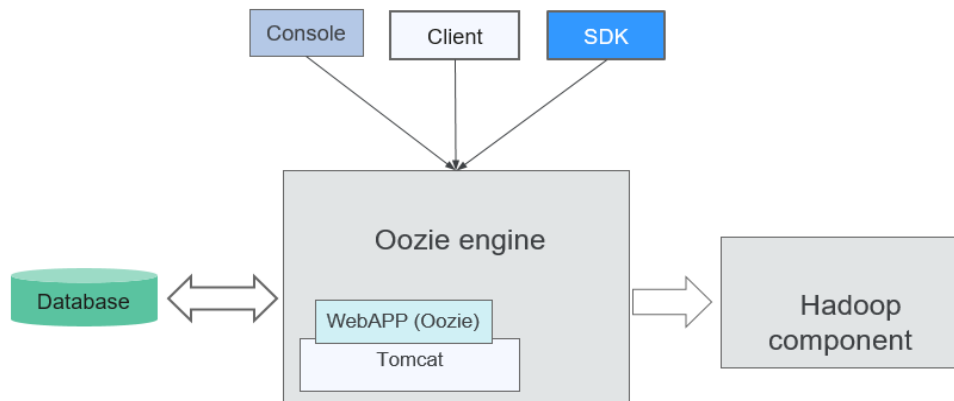 Console
Client
SDK
Oozie engine
Database
WebAPP (Oozie)
Tomcat
Hadoop
component